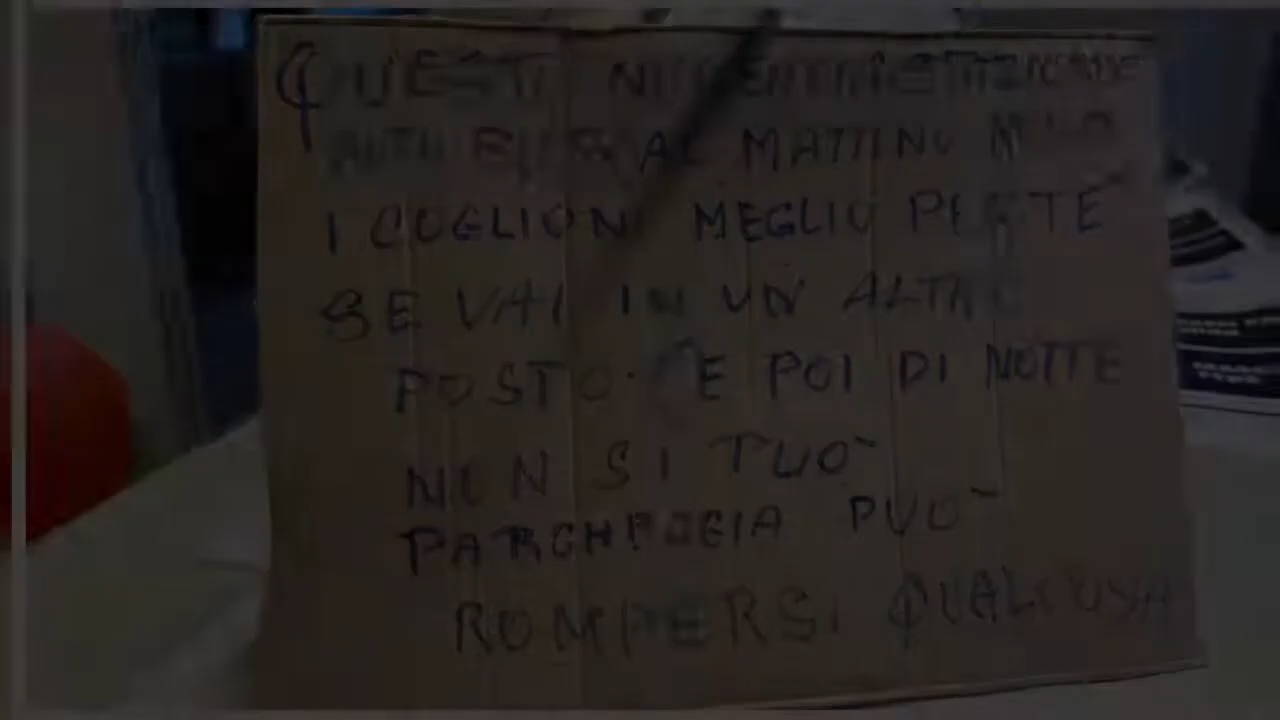 QUESTI
AL MATTINO
I COGLIONI MEGLIO PER TE
SE VAI IN UN ALTRO
POSTO. E POI DI NOTTE
NON SI PUO
PARCHEGGIA PUO
ROMPERSI QUALCOSA